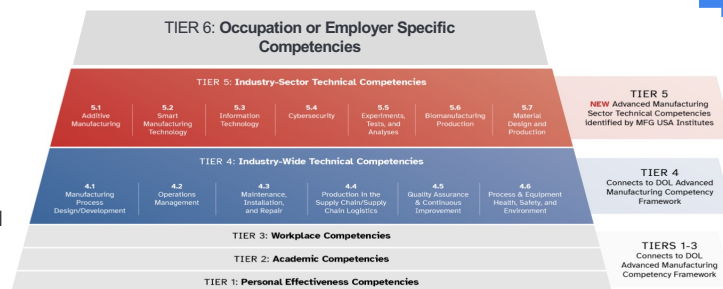 TIER 6: Occupation or Employer Specific
Competencies
TIER 5: Industry-Sector Technical Competencies
5.1
Additive
Manufacturing
5.2
Smart
Manufacturing
Technology
5.3
Information
Technology
5.4
Cybersecurity
5.5
Experiments,
Tests, and
Analyses
5.6
Biomanufacturing
Production
5.7
Material
Design and
Production
TIER 5
NEW Advanced Manufacturing
Sector Technical Competencies
Identified by MFG USA Institutes
TIER 4: Industry-Wide Technical Competencies
4.1
Manufacturing
Process
Design/Development
4.2
Operations
Management
4.3
Maintenance,
Installation,
and Repair
4.4
Production in the
Supply Chain/Supply
Chain Logistics
4.5
Quality Assurance
& Continuous
Improvement
4.6
Process & Equipment
Health, Safety, and
Environment
TIER 4
Connects to DOL Advanced
Manufacturing Competency
Framework
TIER 3: Workplace Competencies
TIER 2: Academic Competencies
TIER 1: Personal Effectiveness Competencies
TIERS 1-3
Connects to DOL
Advanced Manufacturing
Competency Framework